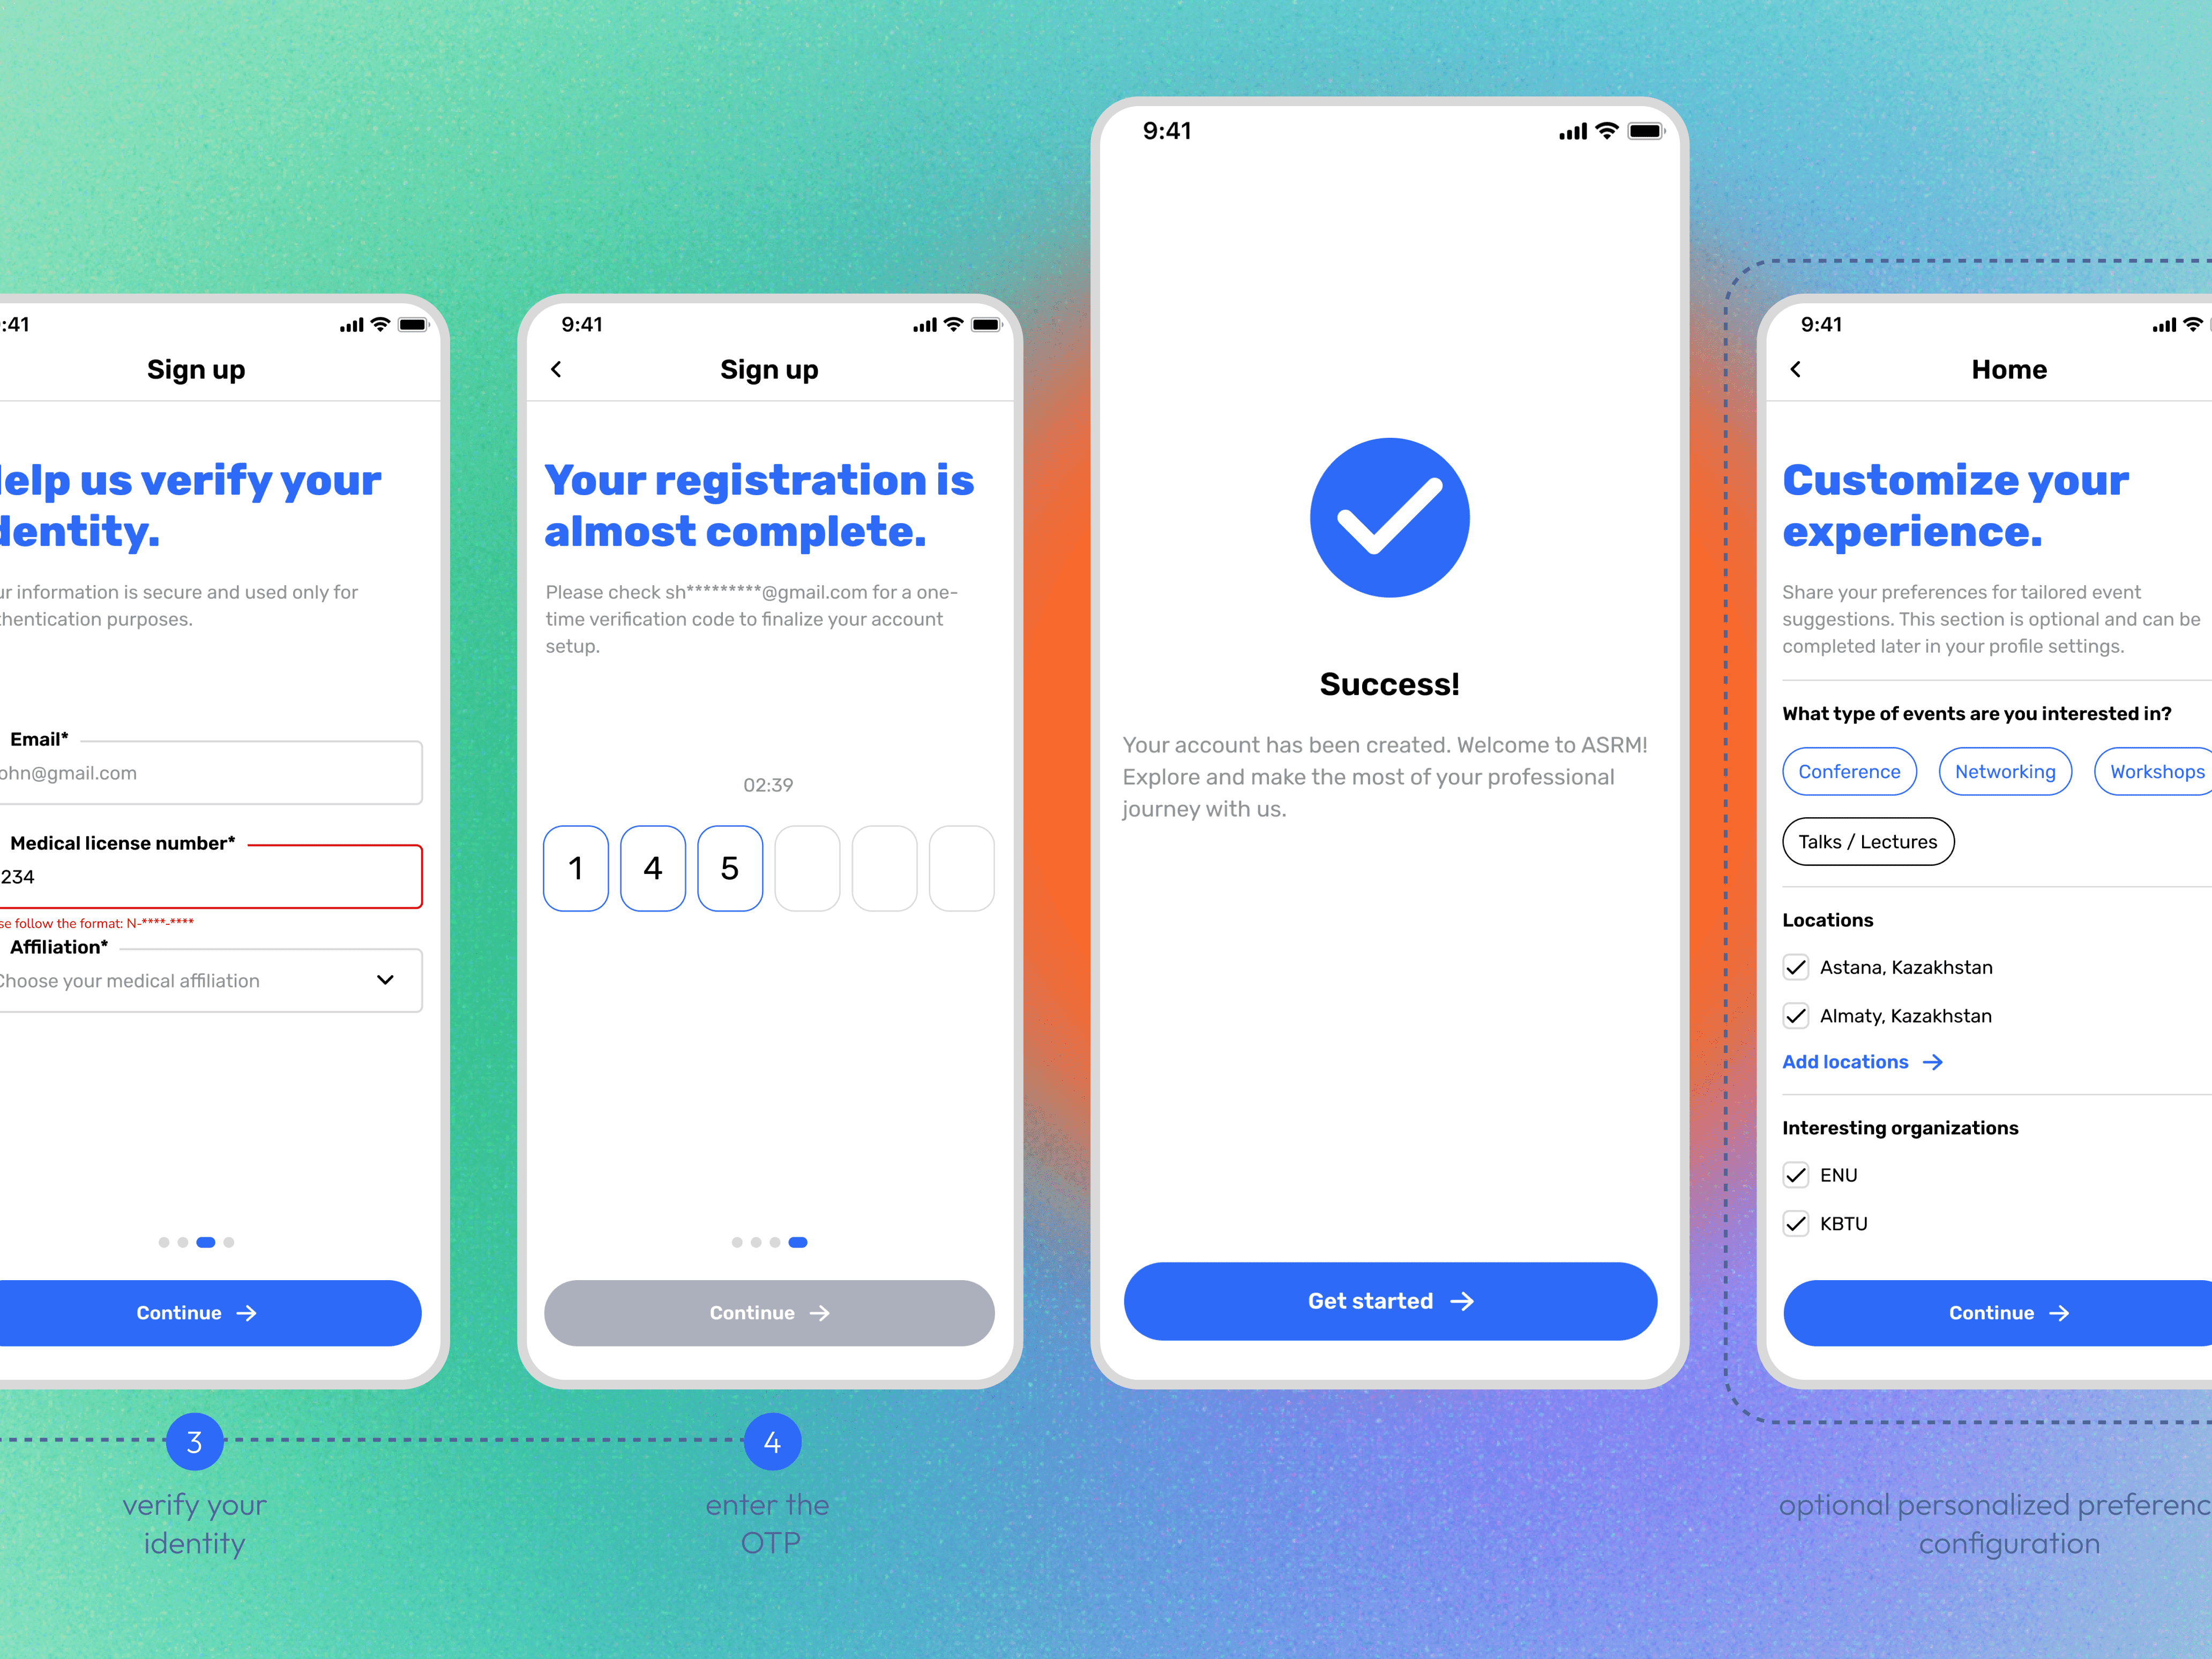 :41
Sign up
elp us verify your
dentity.
ur information is secure and used only for
hentication purposes.
Email*
ohn@gmail.com
Medical license number*
234
se follow the format: N-****-****
Affiliation*
Choose your medical affiliation
Continue →
3
verify your
identity
9:41
Sign up
Your registration is
almost complete.
Please check sh*********@gmail.com for a one-
time verification code to finalize your account
setup.
02:39
1 4 5
Continue →
4
enter the
OTP
9:41
Success!
Your account has been created. Welcome to ASRM!
Explore and make the most of your professional
journey with us.
Get started →
9:41
Home
Customize your
experience.
Share your preferences for tailored event
suggestions. This section is optional and can be
completed later in your profile settings.
What type of events are you interested in?
Conference Networking Workshops
Talks / Lectures
Locations
Astana, Kazakhstan
Almaty, Kazakhstan
Add locations →
Interesting organizations
ENU
KBTU
Continue →
optional personalized preferenc
configuration